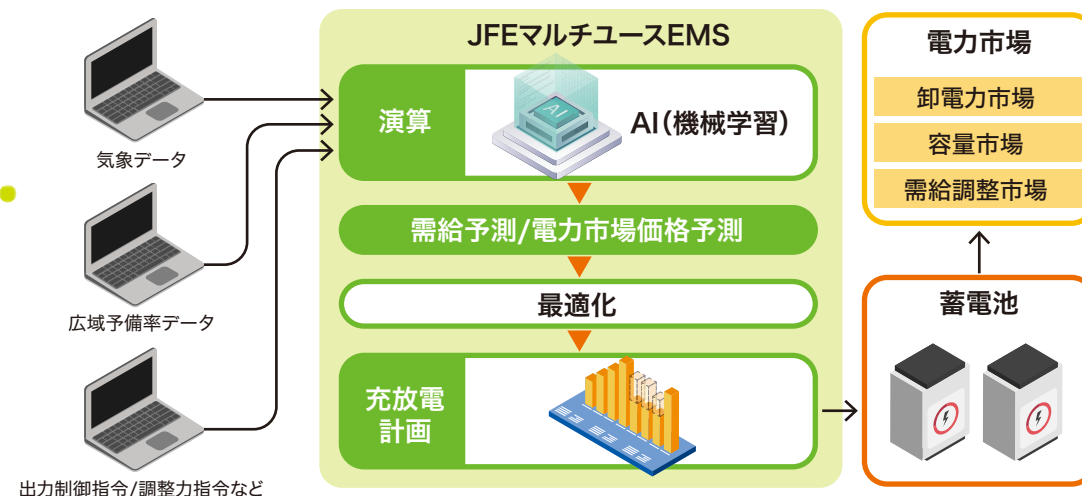 JFEマルチユースEMS
気象データ
広域予備率データ
出力制御指令/調整力指令など
演算
AI
AI(機械学習)
需給予測/電力市場価格予測
最適化
充放電
計画
電力市場
卸電力市場
容量市場
需給調整市場
蓄電池